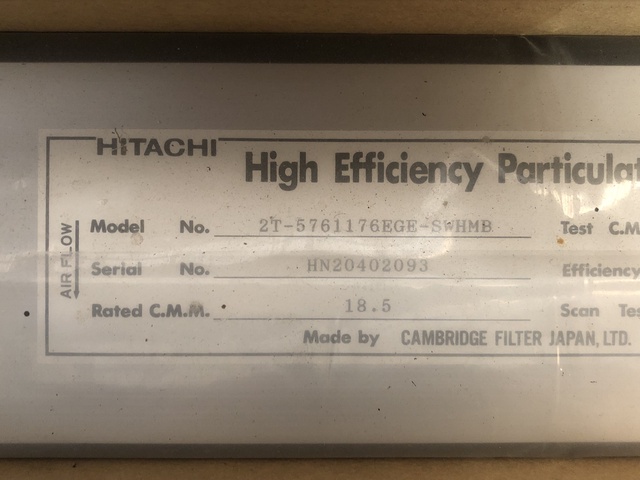 HITACHI
High Efficiency Particulat
Model No. 2T-5761176EGE-S HMB Test C.M
Serial No. HN20402093 Efficiency
AIR FLOW
Rated C.M.M. 18.5 Scan Tes
Made by CAMBRIDGE FILTER JAPAN, LTD.